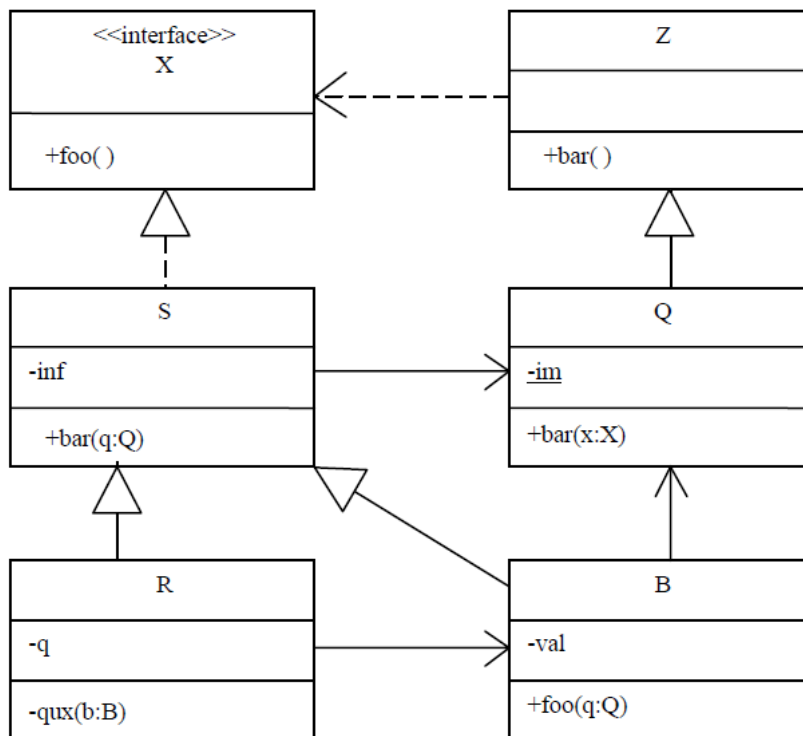 <<interface>>
X
+foo( )
Z
+bar( )
S
-inf
+bar(q:Q)
Q
-im
+bar(x:X)
R
-q
-qux(b:B)
B
-val
+foo(q:Q)